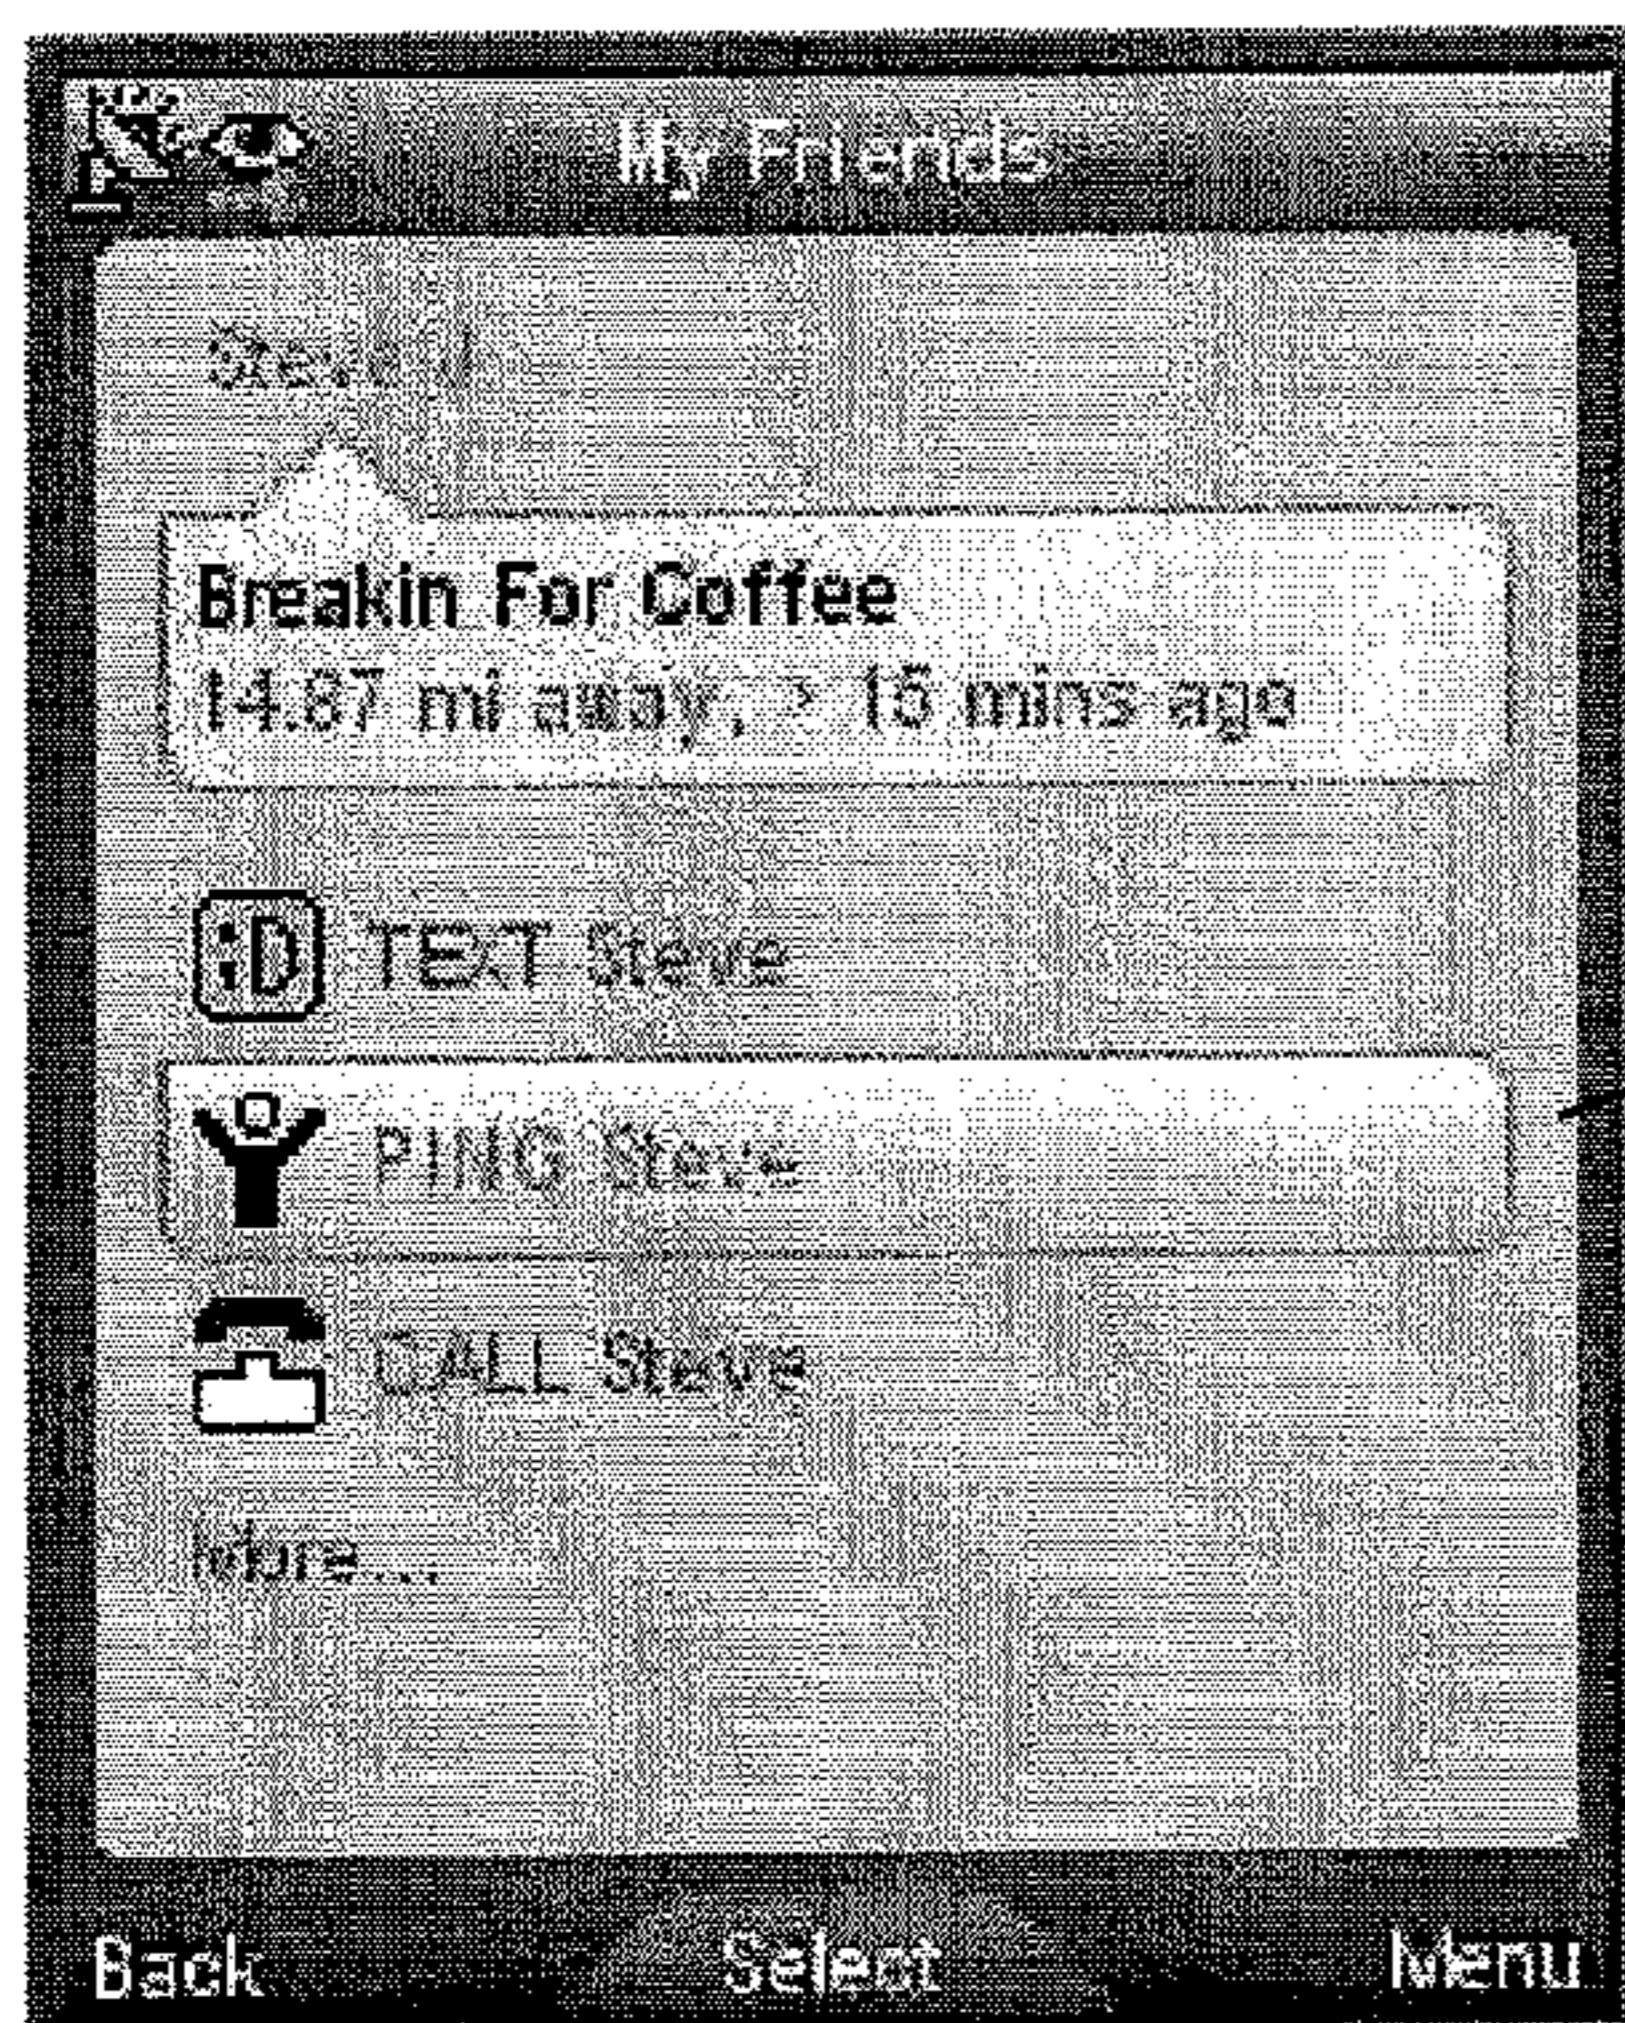 My Friends
Steve J
Breakin For Coffee
14.87 mi away, > 15 mins ago
:D TEXT Steve
PING Steve
CALL Steve
More...
Back Select Menu